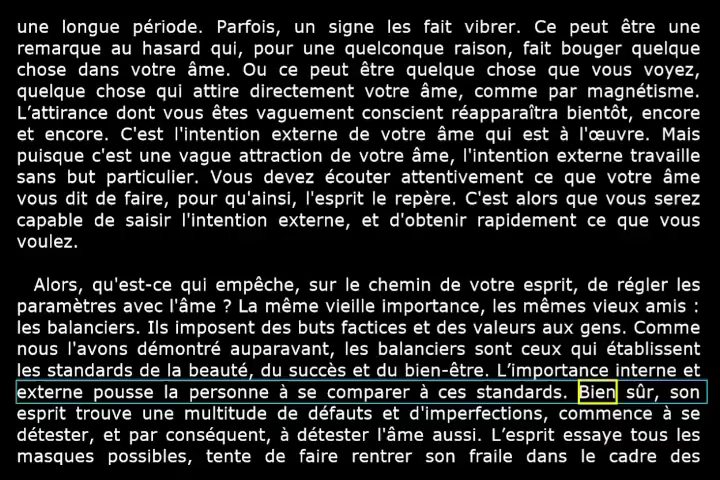 une longue période. Parfois, un signe les fait vibrer. Ce peut être une
remarque au hasard qui, pour une quelconque raison, fait bouger quelque
chose dans votre âme. Ou ce peut être quelque chose que vous voyez,
quelque chose qui attire directement votre âme, comme par magnétisme.
L’attirance dont vous êtes vaguement conscient réapparaîtra bientôt, encore
et encore. C'est l'intention externe de votre âme qui est à l'œuvre. Mais
puisque c'est une vague attraction de votre âme, l'intention externe travaille
sans but particulier. Vous devez écouter attentivement ce que votre âme
vous dit de faire, pour qu'ainsi, l'esprit le repère. C'est alors que vous serez
capable de saisir l'intention externe, et d'obtenir rapidement ce que vous
voulez.
Alors, qu'est-ce qui empêche, sur le chemin de votre esprit, de régler les
paramètres avec l'âme ? La même vieille importance, les mêmes vieux amis :
les balanciers. Ils imposent des buts factices et des valeurs aux gens. Comme
nous l'avons démontré auparavant, les balanciers sont ceux qui établissent
les standards de la beauté, du succès et du bien-être. L’importance interne et
externe pousse la personne à se comparer à ces standards. Bien sûr, son
esprit trouve une multitude de défauts et d'imperfections, commence à se
détester, et par conséquent, à détester l'âme aussi. L’esprit essaye tous les
masques possibles, tente de faire rentrer son fraile dans le cadre des